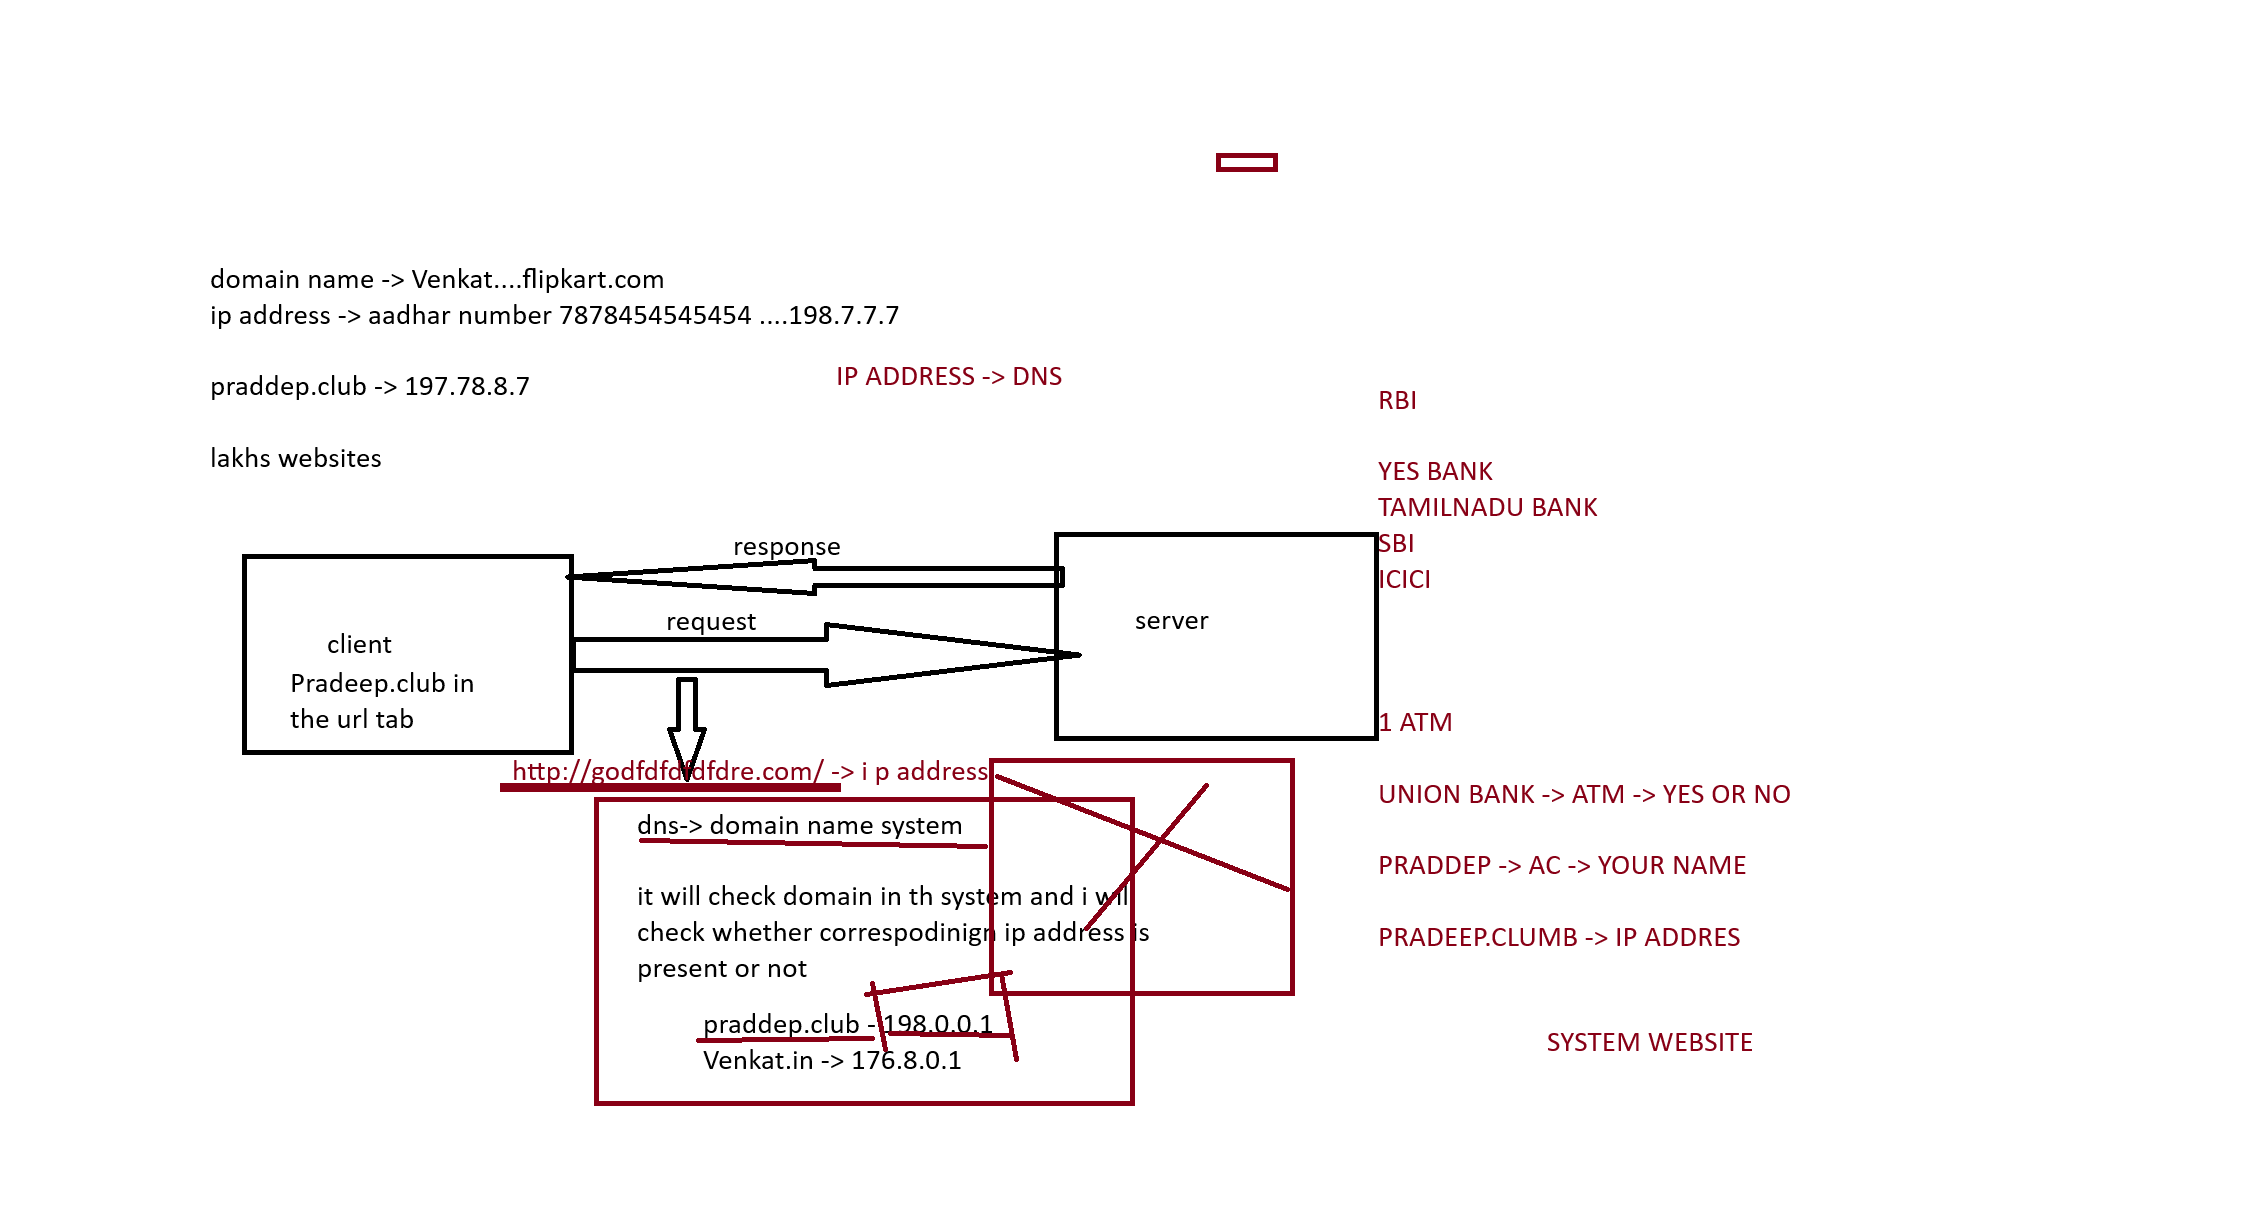 domain name -> Venkat....flipkart.com
ip address -> aadhar number 7878454545454 ....198.7.7.7
praddep.club -> 197.78.8.7
IP ADDRESS -> DNS
lakhs websites
RBI
YES BANK
TAMILNADU BANK
SBI
ICICI
response
request
client
Pradeep.club in
the url tab
server
1 ATM
http://godfdfdfdfdre.com/ -> i p address
UNION BANK -> ATM -> YES OR NO
dns-> domain name system
PRADDEP -> AC -> YOUR NAME
it will check domain in th system and i will
check whether correspodinign ip address is
present or not
PRADEEP.CLUMB -> IP ADDRES
praddep.club - 198.0.0.1
Venkat.in -> 176.8.0.1
SYSTEM WEBSITE